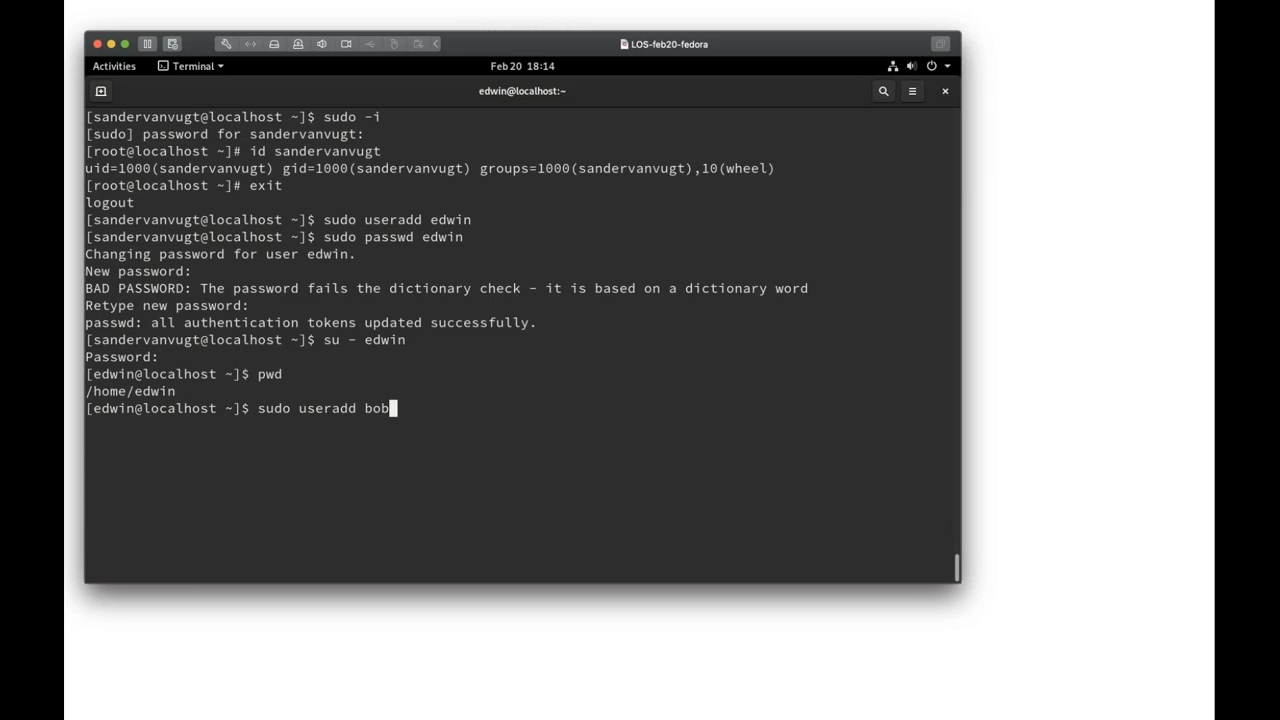 LOS-feb20-fedora
Activities Terminal Feb 20 18:14
edwin@localhost:~
[sandervanvugt@localhost ~]$ sudo -i
[sudo] password for sandervanvugt:
[root@localhost ~]# id sandervanvugt
uid=1000(sandervanvugt) gid=1000(sandervanvugt) groups=1000(sandervanvugt),10(wheel)
[root@localhost ~]# exit
logout
[sandervanvugt@localhost ~]$ sudo useradd edwin
[sandervanvugt@localhost ~]$ sudo passwd edwin
Changing password for user edwin.
New password:
BAD PASSWORD: The password fails the dictionary check - it is based on a dictionary word
Retype new password:
passwd: all authentication tokens updated successfully.
[sandervanvugt@localhost ~]$ su - edwin
Password:
[edwin@localhost ~]$ pwd
/home/edwin
[edwin@localhost ~]$ sudo useradd bob